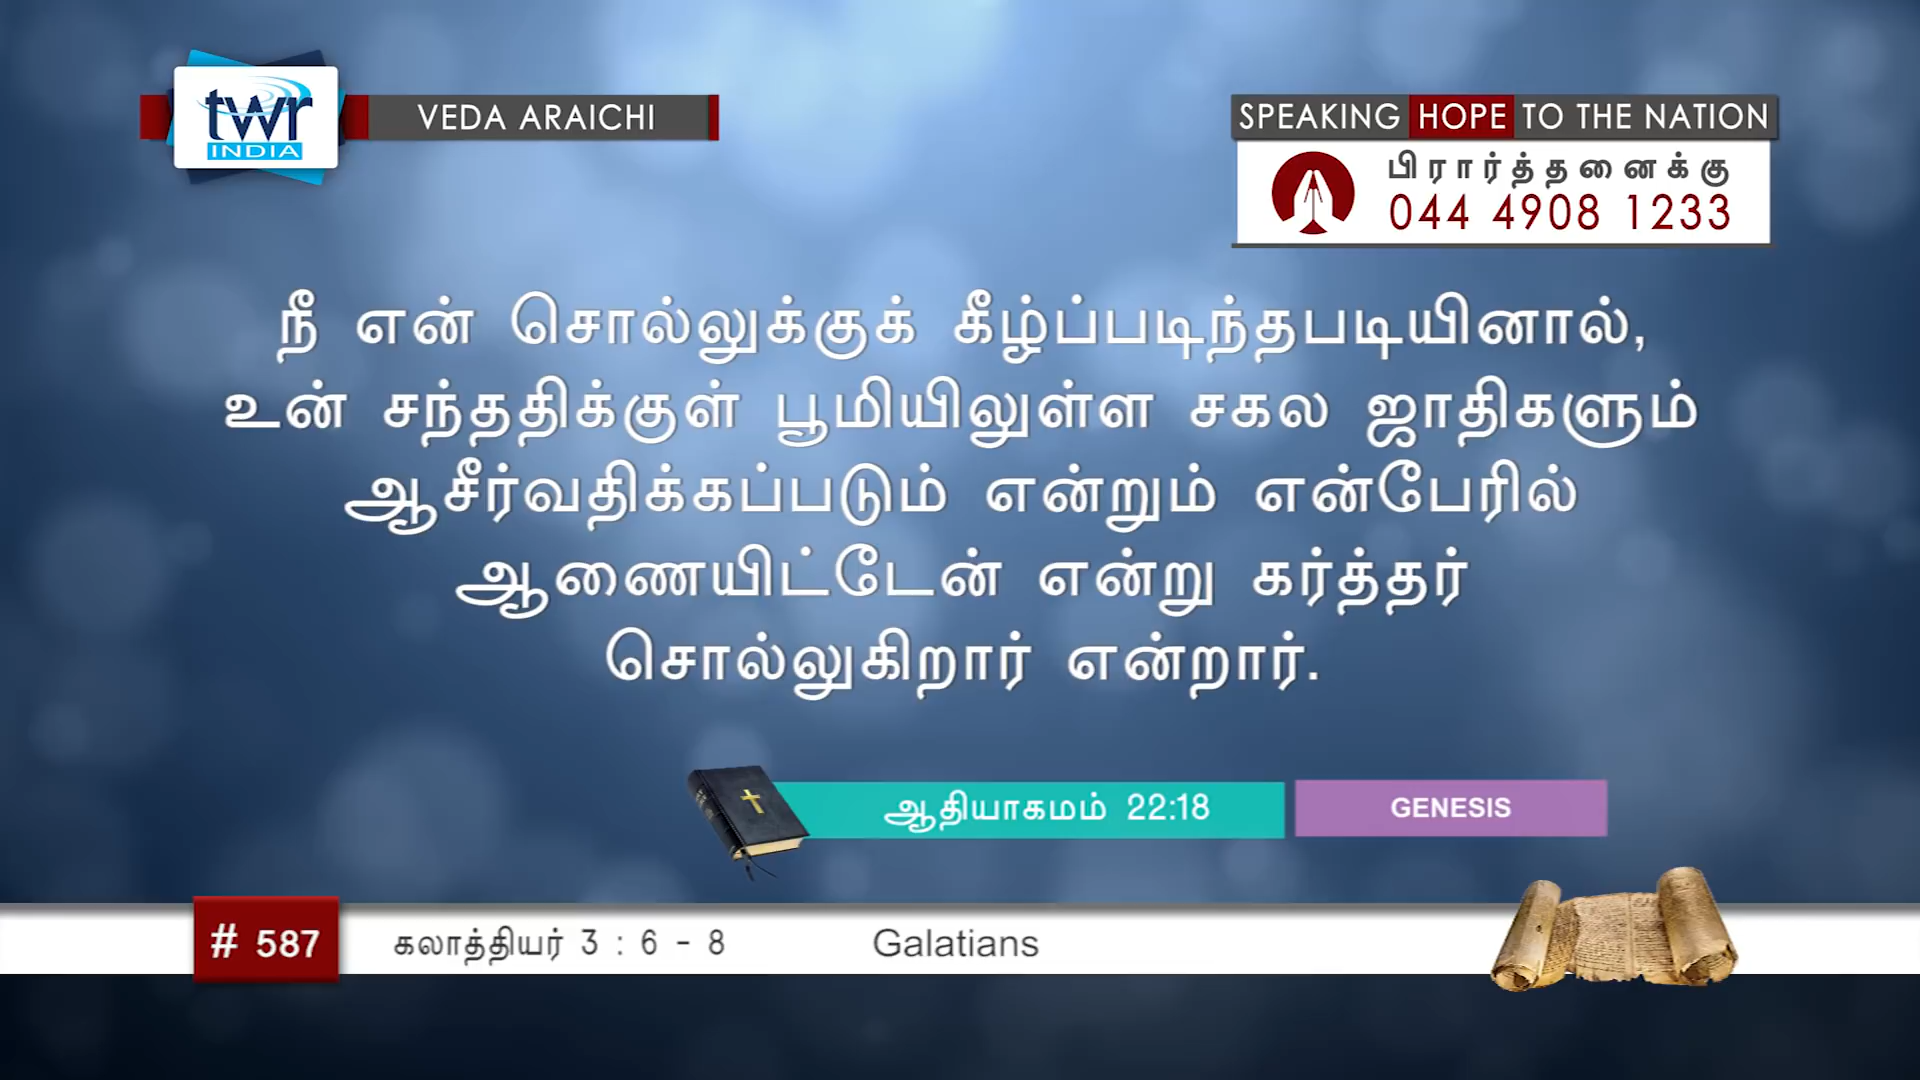 twr
INDIA
VEDA ARAICHI
SPEAKING HOPE TO THE NATION
பிரார்த்தனைக்கு
044 4908 1233
நீ என் சொல்லுக்குக் கீழ்ப்படிந்தபடியினால்,
உன் சந்ததிக்குள் பூமியிலுள்ள சகல ஜாதிகளும்
ஆசீர்வதிக்கப்படும் என்றும் என்பேரில்
ஆணையிட்டேன் என்று கர்த்தர்
சொல்லுகிறார் என்றார்.
ஆதியாகமம் 22:18
GENESIS
# 587
கலாத்தியர் 3 : 6 - 8
Galatians